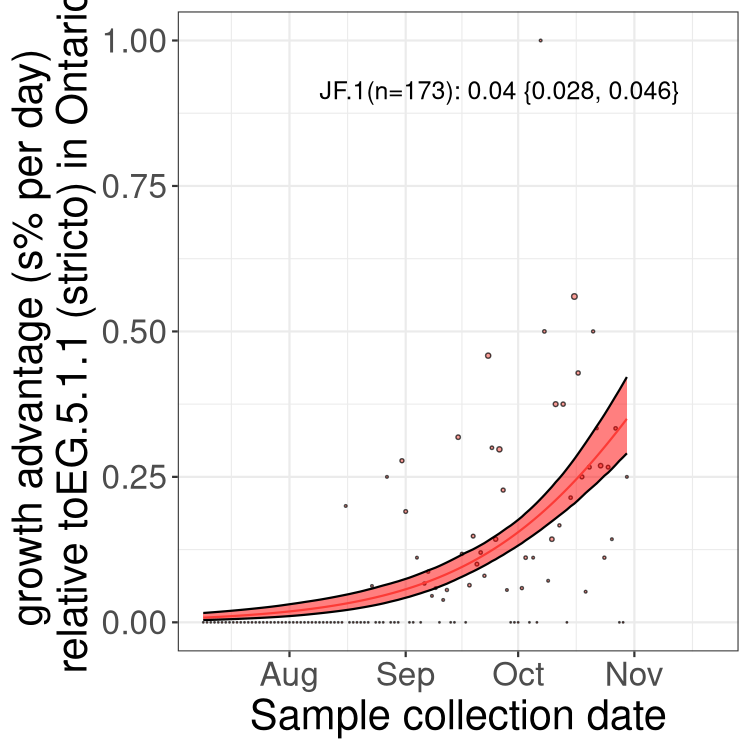 growth advantage (s% per day)
relative toEG.5.1.1 (stricto) in Ontario
1.00
JF.1(n=173): 0.04 {0.028, 0.046}
0.75
0.50
0.25
0.00
Aug Sep Oct Nov
Sample collection date